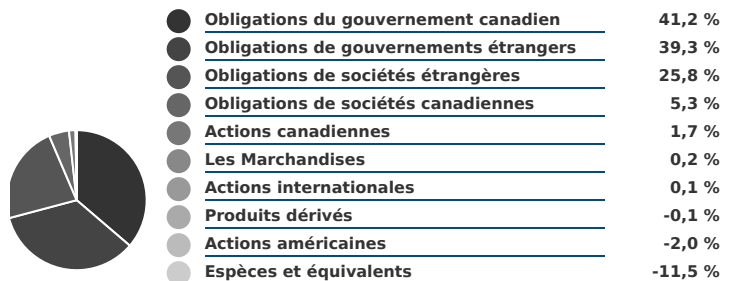 Obligations du gouvernement canadien 41,2 %
Obligations de gouvernements étrangers 39,3 %
Obligations de sociétés étrangères 25,8 %
Obligations de sociétés canadiennes 5,3 %
Actions canadiennes 1,7 %
Les Marchandises 0,2 %
Actions internationales 0,1 %
Produits dérivés -0,1 %
Actions américaines -2,0 %
Espèces et équivalents -11,5 %